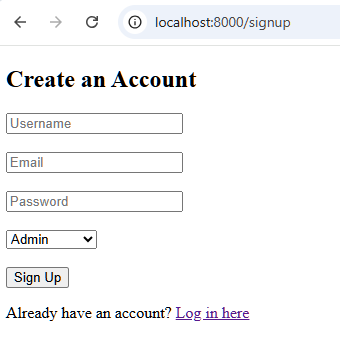 localhost:8000/signup
Create an Account
Username
Email
Password
Admin
Sign Up
Already have an account? Log in here